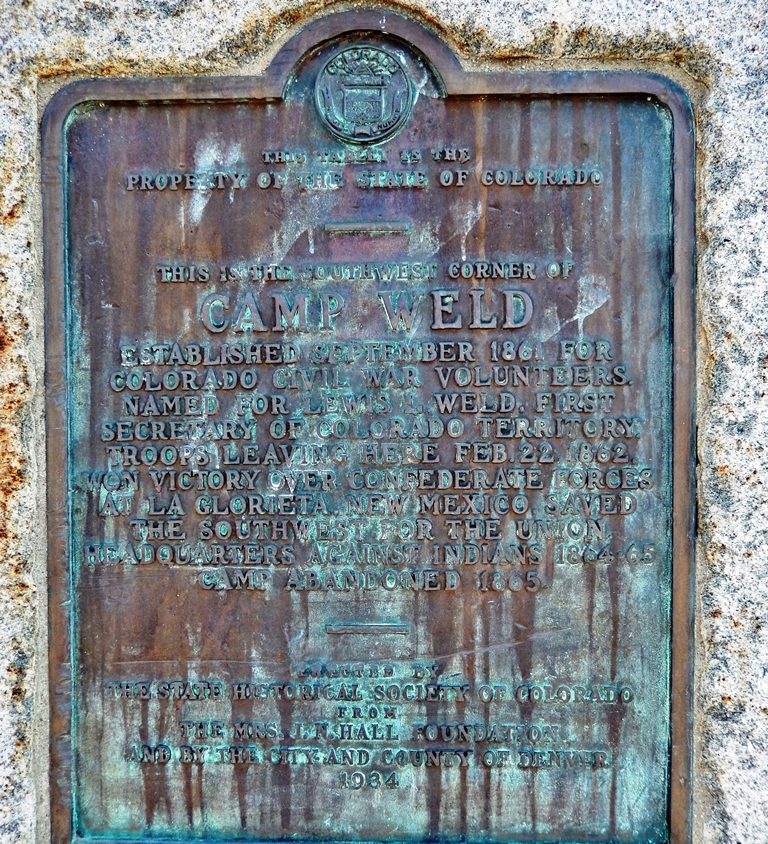 COLORADO
THIS TABLET IS THE
PROPERTY OF THE STATE OF COLORADO
THIS IS THE SOUTHWEST CORNER OF
CAMP WELD
ESTABLISHED SEPTEMBER 1861 FOR
COLORADO CIVIL WAR VOLUNTEERS.
NAMED FOR LEWIS L. WELD, FIRST
SECRETARY OF COLORADO TERRITORY.
TROOPS LEAVING HERE FEB. 22, 1862,
WON VICTORY OVER CONFEDERATE FORCES
AT LA GLORIETA, NEW MEXICO, SAVED
THE SOUTHWEST FOR THE UNION.
HEADQUARTERS AGAINST INDIANS 1864-65
CAMP ABANDONED 1865.
ERECTED BY
THE STATE HISTORICAL SOCIETY OF COLORADO
FROM
THE MRS. J. N. HALL FOUNDATION
AND BY THE CITY AND COUNTY OF DENVER
1934